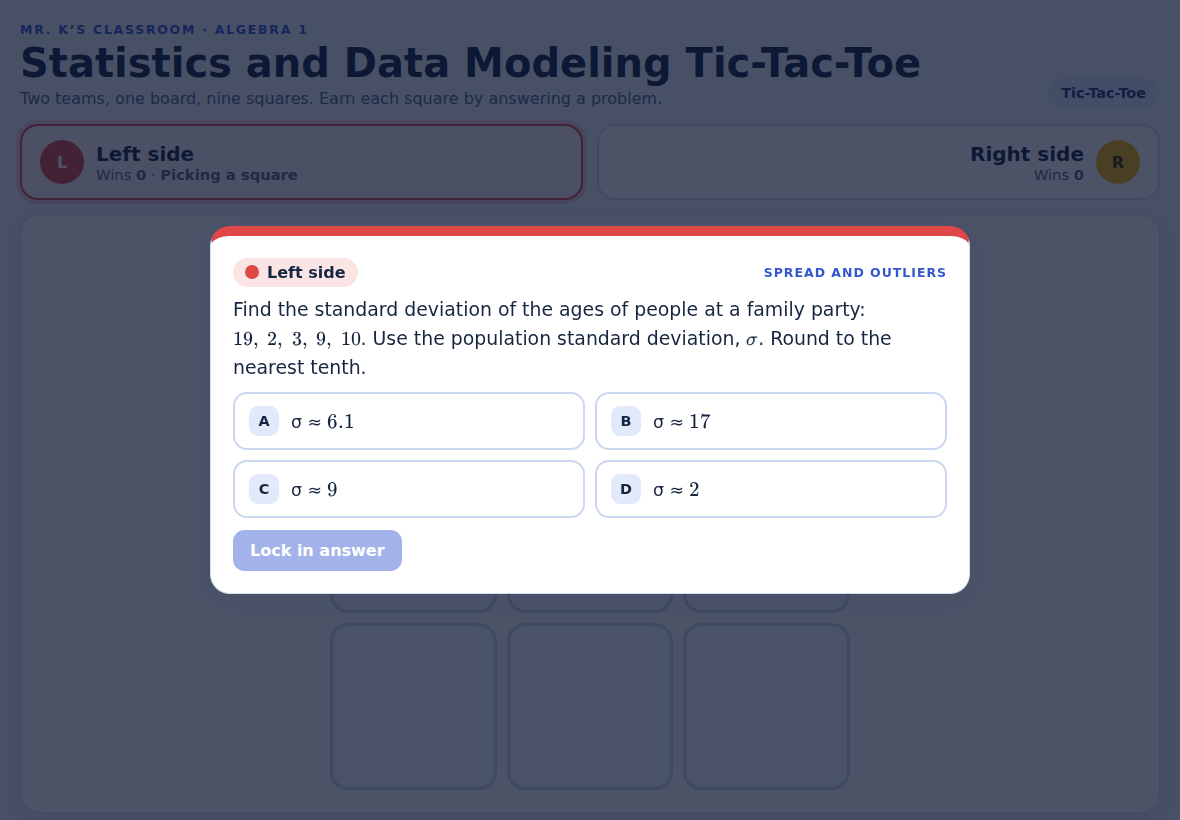 MR. K'S CLASSROOM · ALGEBRA 1
Statistics and Data Modeling Tic-Tac-Toe
Two teams, one board, nine squares. Earn each square by answering a problem.
Tic-Tac-Toe
L
Left side
Wins 0 · Picking a square
Right side
Wins 0
R
Left side
SPREAD AND OUTLIERS
Find the standard deviation of the ages of people at a family party:
19, 2, 3, 9, 10. Use the population standard deviation, σ. Round to the
nearest tenth.
A σ ≈ 6.1
B σ ≈ 17
C σ ≈ 9
D σ ≈ 2
Lock in answer